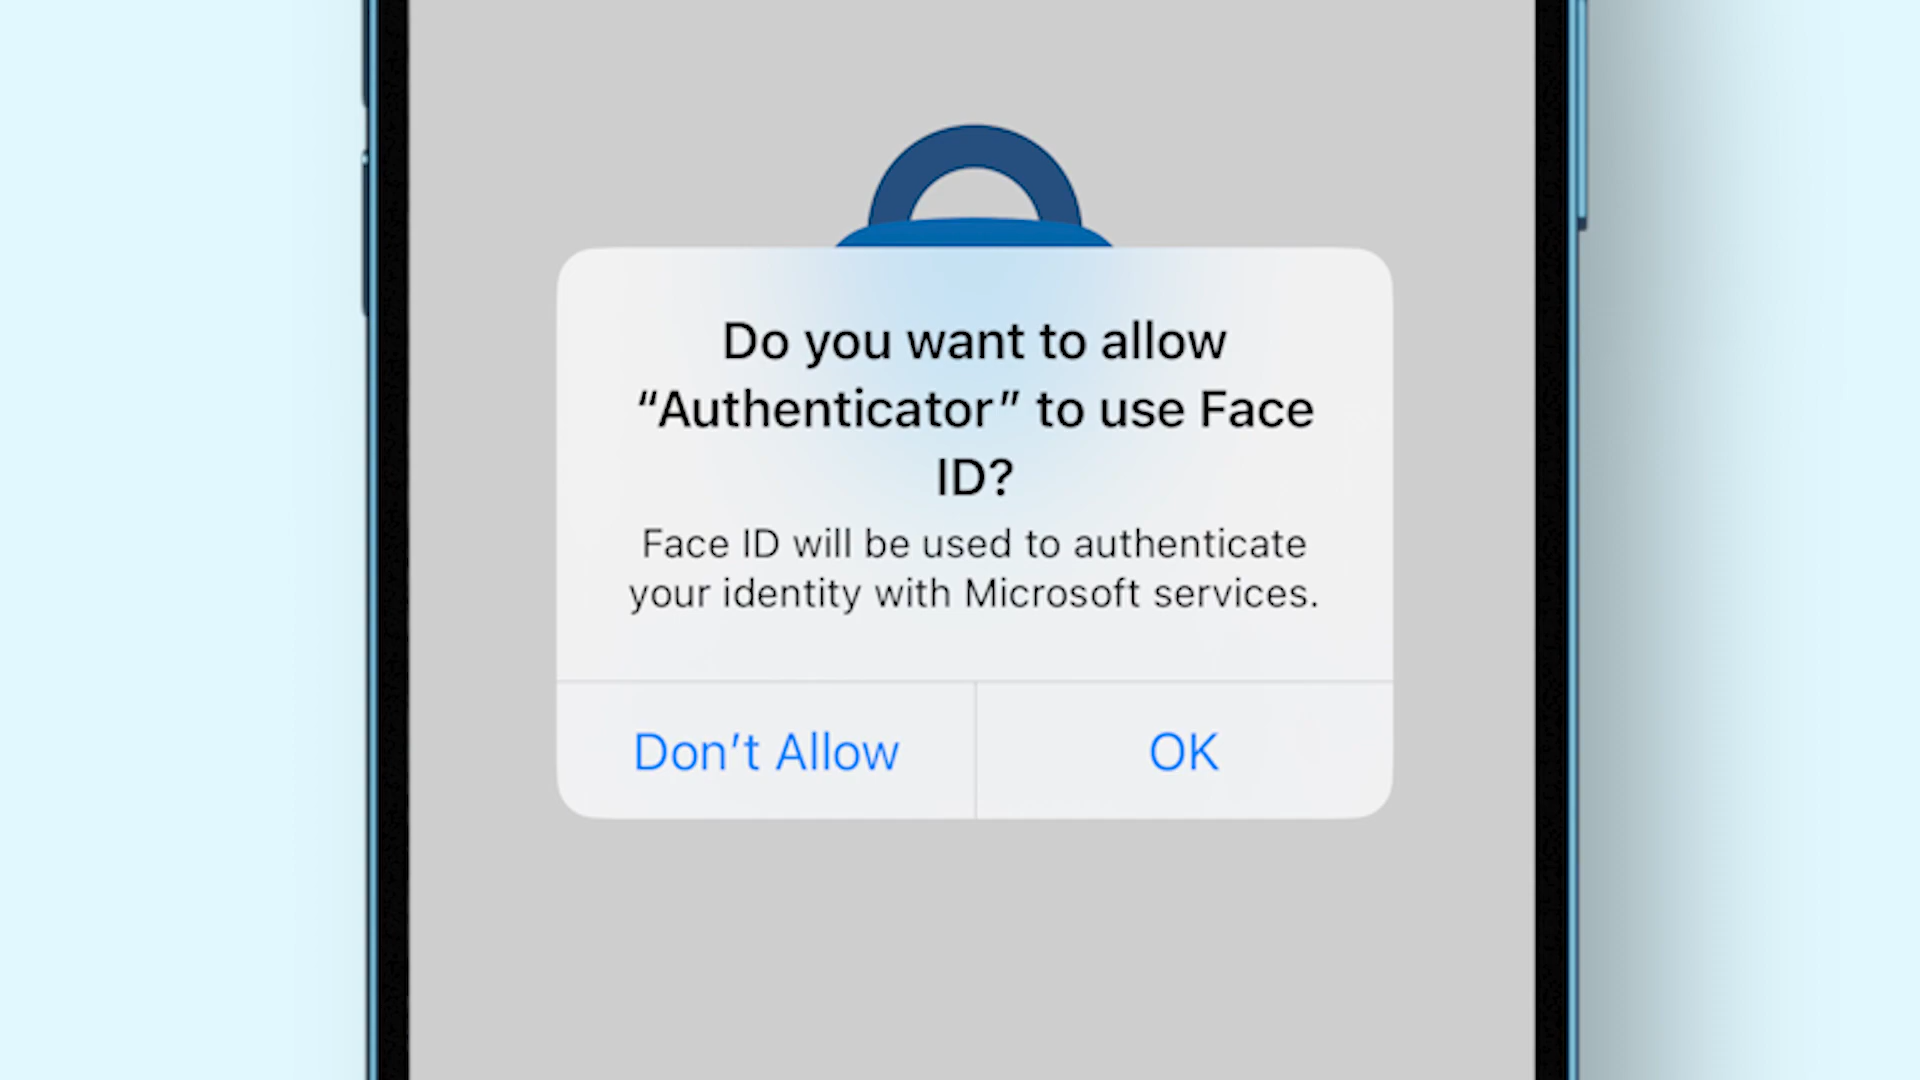 Do you want to allow
“Authenticator” to use Face
ID?
Face ID will be used to authenticate
your identity with Microsoft services.
Don’t Allow
OK